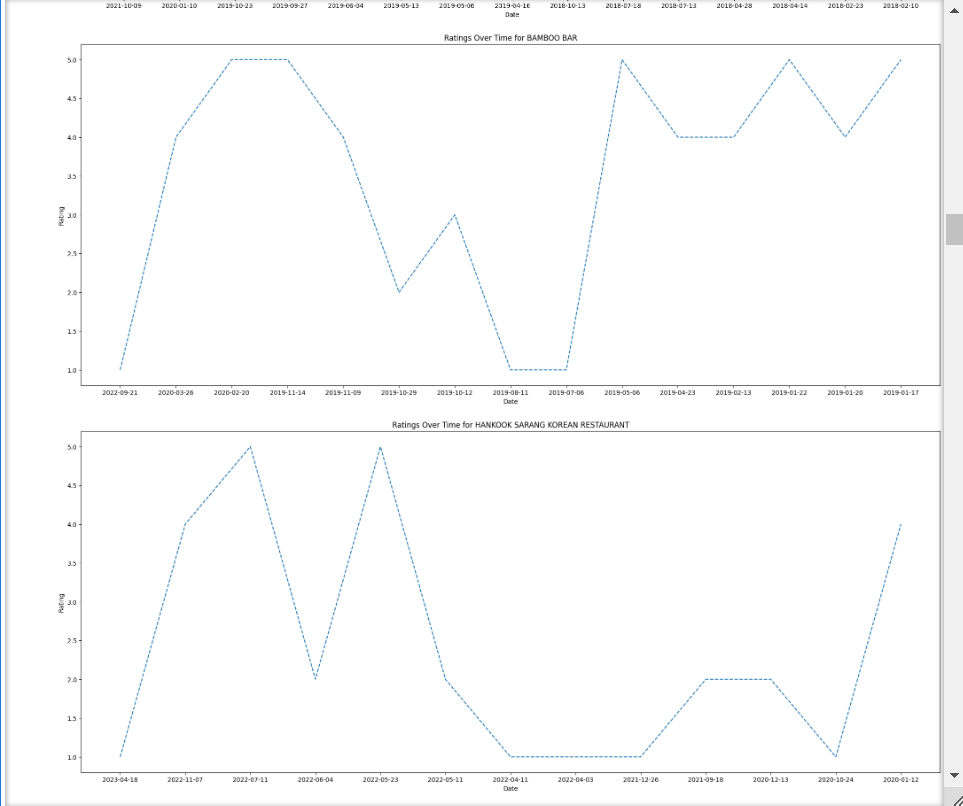 2021-10-09 2020-01-10 2019-10-23 2019-09-27 2019-06-04 2019-05-13 2019-05-06 2019-04-16 2018-10-13 2018-07-18 2018-07-13 2018-04-28 2018-04-14 2018-02-23 2018-02-10
Date
Ratings Over Time for BAMBOO BAR
5.0
4.5
4.0
3.5
3.0
2.5
2.0
1.5
1.0
Rating
2022-09-21 2020-03-26 2020-02-20 2019-11-14 2019-11-09 2019-10-29 2019-10-12 2019-08-11 2019-07-06 2019-05-06 2019-04-23 2019-02-13 2019-01-22 2019-01-20 2019-01-17
Date
Ratings Over Time for HANKOOK SARANG KOREAN RESTAURANT
5.0
4.5
4.0
3.5
3.0
2.5
2.0
1.5
1.0
Rating
2023-04-18 2022-11-07 2022-07-11 2022-06-04 2022-05-23 2022-05-11 2022-04-11 2022-04-03 2021-12-26 2021-09-18 2020-12-13 2020-10-24 2020-01-12
Date